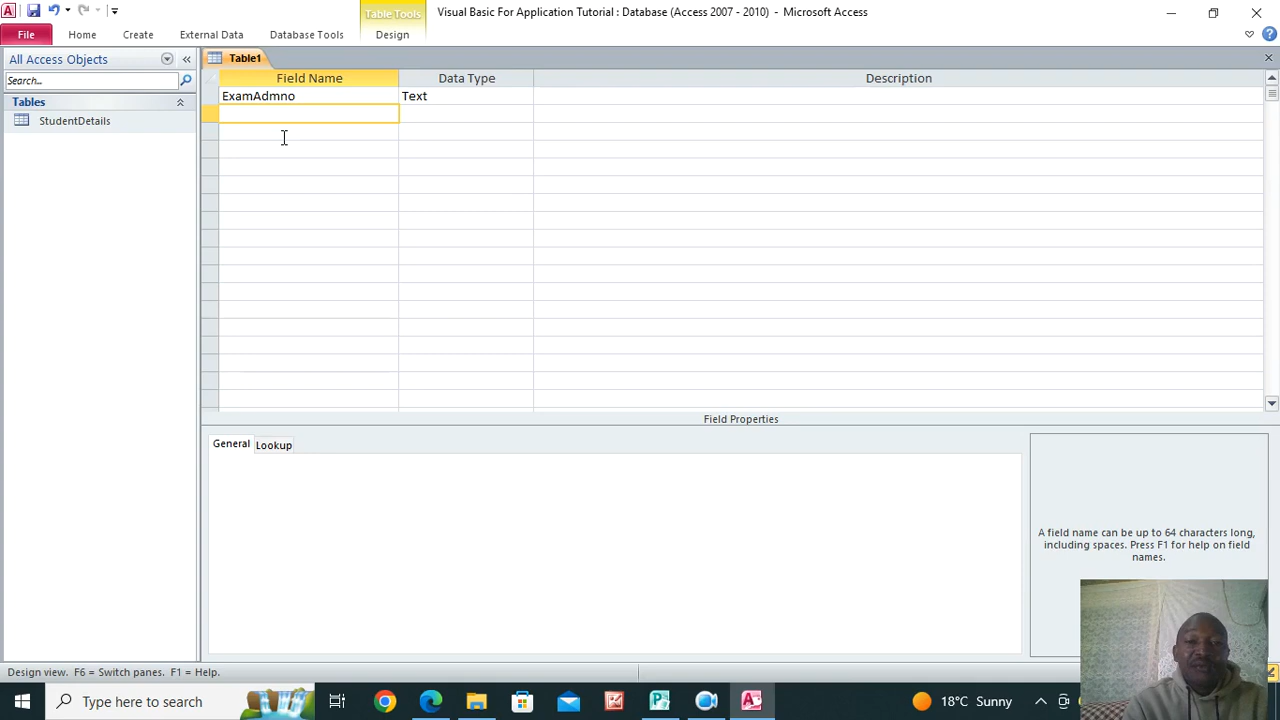 Table Tools
Visual Basic For Application Tutorial : Database (Access 2007 - 2010) - Microsoft Access
File
Home
Create
External Data
Database Tools
Design
All Access Objects
Search...
Tables
StudentDetails
Table1
Field Name
Data Type
Description
ExamAdmno
Text
Field Properties
General
Lookup
A field name can be up to 64 characters long,
including spaces. Press F1 for help on field
names.
Design view. F6 = Switch panes. F1 = Help.
Type here to search
18°C Sunny